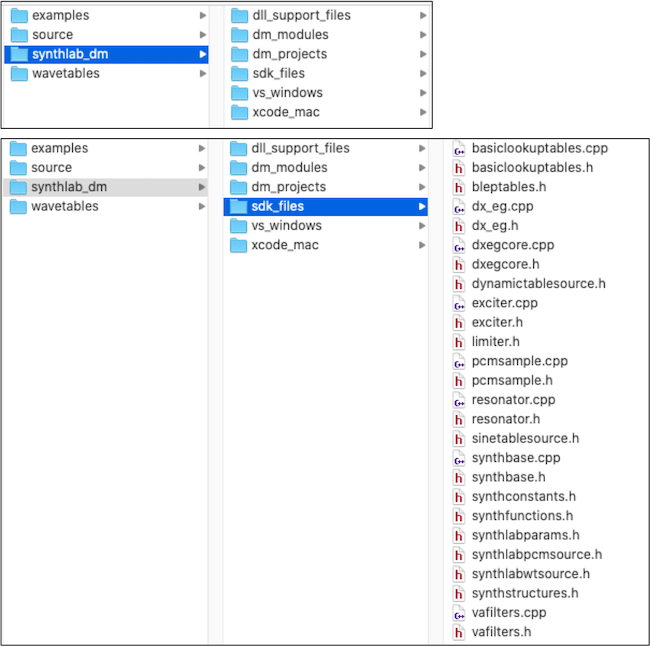 examples
source
synthlab_dm
wavetables
dll_support_files
dm_modules
dm_projects
sdk_files
vs_windows
xcode_mac
examples
source
synthlab_dm
wavetables
dll_support_files
dm_modules
dm_projects
sdk_files
vs_windows
xcode_mac
C++ basiclookuptables.cpp
h basiclookuptables.h
h bleptables.h
C++ dx_eg.cpp
h dx_eg.h
C++ dxegcore.cpp
h dxegcore.h
h dynamictablesource.h
C++ exciter.cpp
h exciter.h
h limiter.h
C++ pcmsample.cpp
h pcmsample.h
C++ resonator.cpp
h resonator.h
h sinetablesource.h
C++ synthbase.cpp
h synthbase.h
h synthconstants.h
h synthfunctions.h
h synthlabparams.h
h synthlabpcmsource.h
h synthlabwtsource.h
h synthstructures.h
C++ vafilters.cpp
h vafilters.h